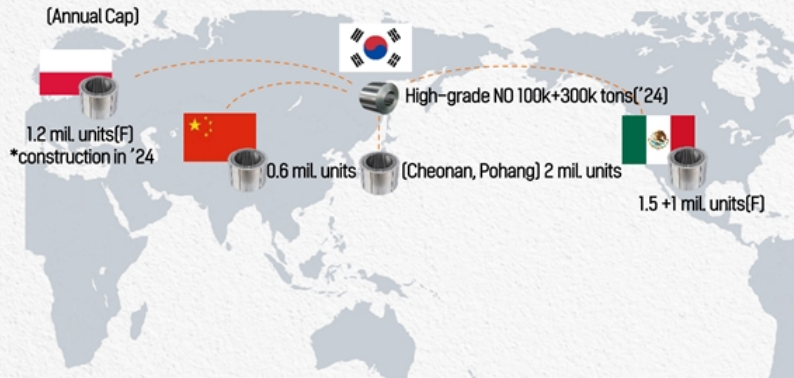 (Annual Cap)
High-grade NO 100k+300k tons('24)
1.2 mil. units(F)
*construction in '24
0.6 mil. units
(Cheonan, Pohang) 2 mil. units
1.5 +1 mil. units(F)